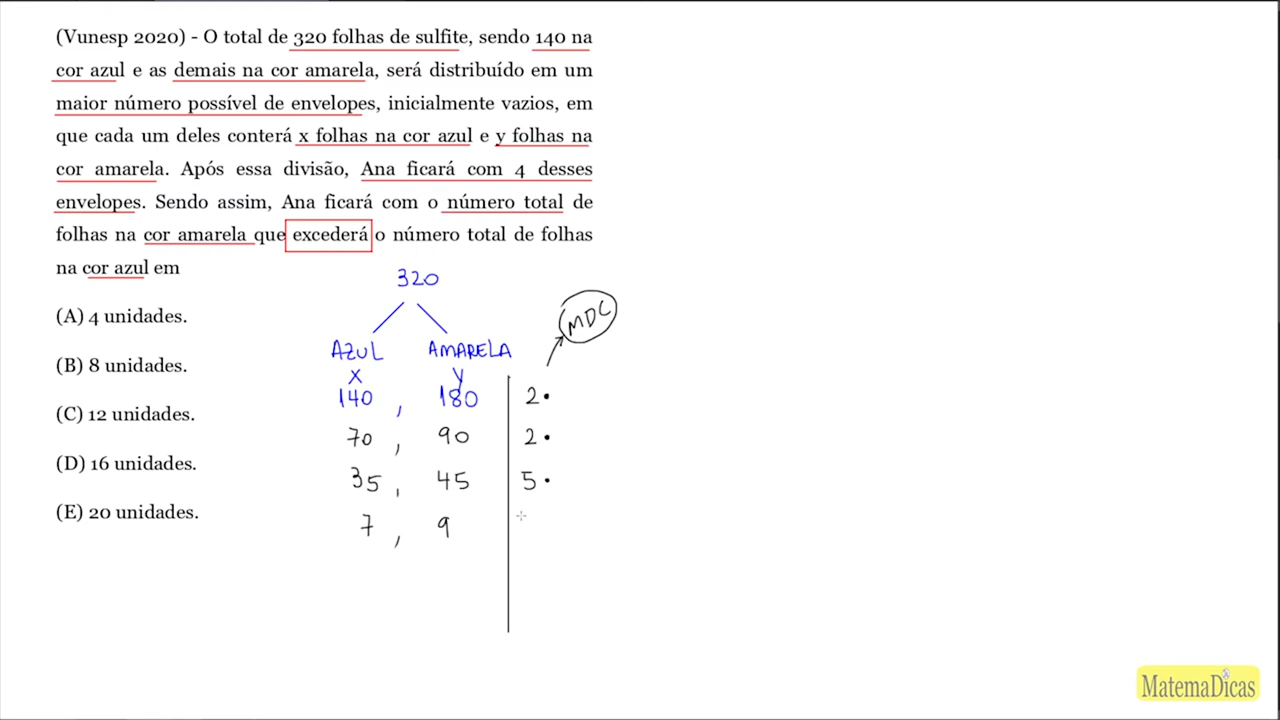 (Vunesp 2020) - O total de 320 folhas de sulfite, sendo 140 na
cor azul e as demais na cor amarela, será distribuído em um
maior número possível de envelopes, inicialmente vazios, em
que cada um deles conterá x folhas na cor azul e y folhas na
cor amarela. Após essa divisão, Ana ficará com 4 desses
envelopes. Sendo assim, Ana ficará com o número total de
folhas na cor amarela que excederá o número total de folhas
na cor azul em
(A) 4 unidades.
(B) 8 unidades.
(C) 12 unidades.
(D) 16 unidades.
(E) 20 unidades.
320
MDC
AZUL AMARELA
X Y
140 , 180 2
70 , 90 2
35 , 45 5
7 , 9
MatemaDicas